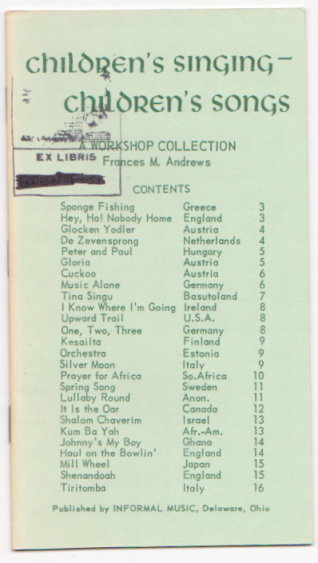 children's singing—
children's songs
A WORKSHOP COLLECTION
EX LIBRIS
Frances M. Andrews
CONTENTS
Sponge Fishing Greece 3
Hey, Ho! Nobody Home England 3
Glocken Yodler Austria 4
De Zevensprong Netherlands 4
Peter and Paul Hungary 5
Gloria Austria 5
Cuckoo Austria 6
Music Alone Germany 6
Tina Singu Basutoland 7
I Know Where I'm Going Ireland 8
Upward Trail U.S.A. 8
One, Two, Three Germany 8
Kesailta Finland 9
Orchestra Estonia 9
Silver Moon Italy 9
Prayer for Africa So.Africa 10
Spring Song Sweden 11
Lullaby Round Anon. 11
It Is the Oar Canada 12
Shalom Chaverim Israel 13
Kum Ba Yah Afr.-Am. 13
Johnny's My Boy Ghana 14
Haul on the Bowlin' England 14
Mill Wheel Japan 15
Shenandoah England 15
Tiritomba Italy 16
Published by INFORMAL MUSIC, Delaware, Ohio